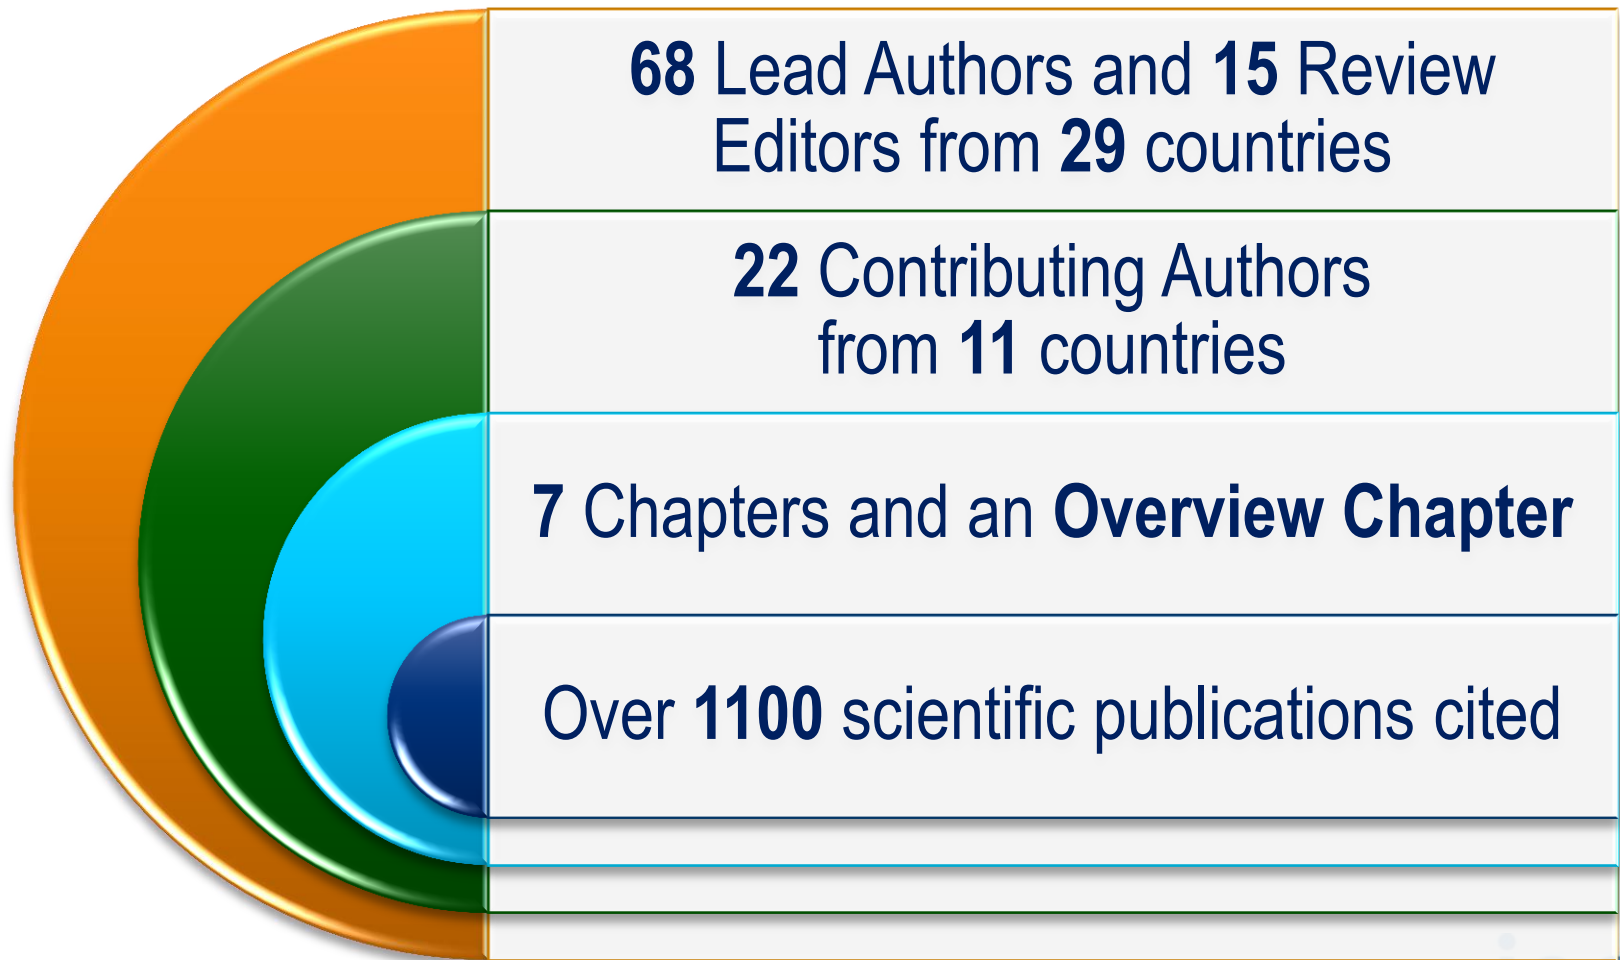 68 Lead Authors and 15 Review
Editors from 29 countries
22 Contributing Authors
from 11 countries
7 Chapters and an Overview Chapter
Over 1100 scientific publications cited